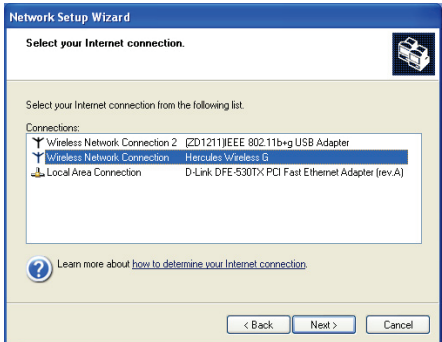 Network Setup Wizard
Select your Internet connection.
Select your Internet connection from the following list.
Connections:
Wireless Network Connection 2 (ZD1211)IEEE 802.11b+g USB Adapter
Wireless Network Connection Hercules Wireless G
Local Area Connection D-Link DFE-530TX PCI Fast Ethernet Adapter (rev.A)
Learn more about how to determine your Internet connection.
< Back Next > Cancel